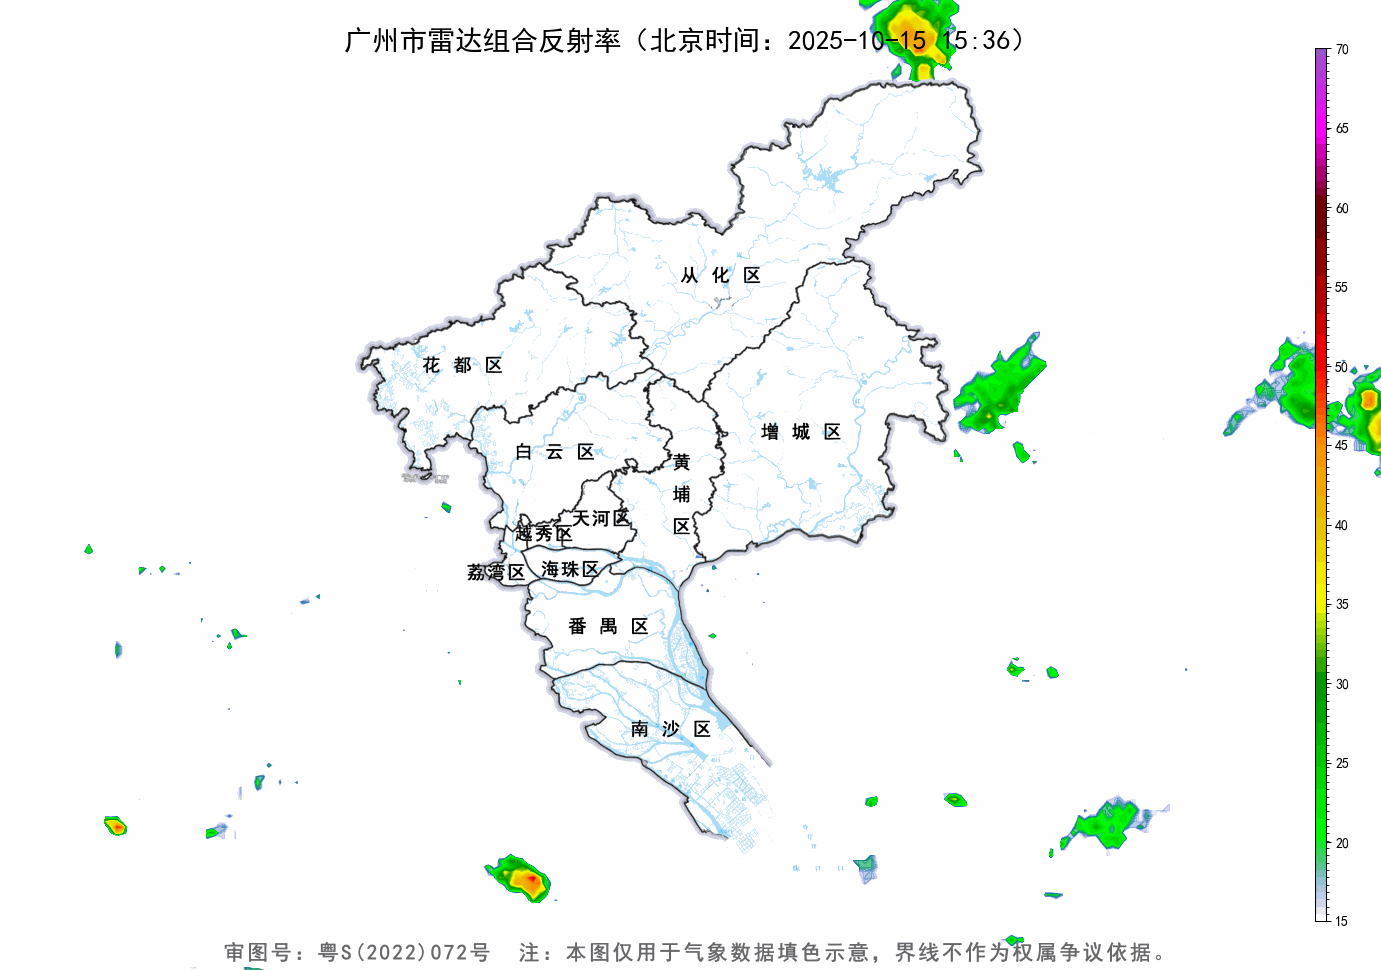 广州市雷达组合反射率（北京时间：2025-10-15 15:36）
70
65
60
55
50
45
40
35
30
25
20
15
从化区
花都区
增城区
白云区
黄埔区
天河区
越秀区
荔湾区
海珠区
番禺区
南沙区
审图号：粤S(2022)072号 注：本图仅用于气象数据填色示意，界线不作为权属争议依据。